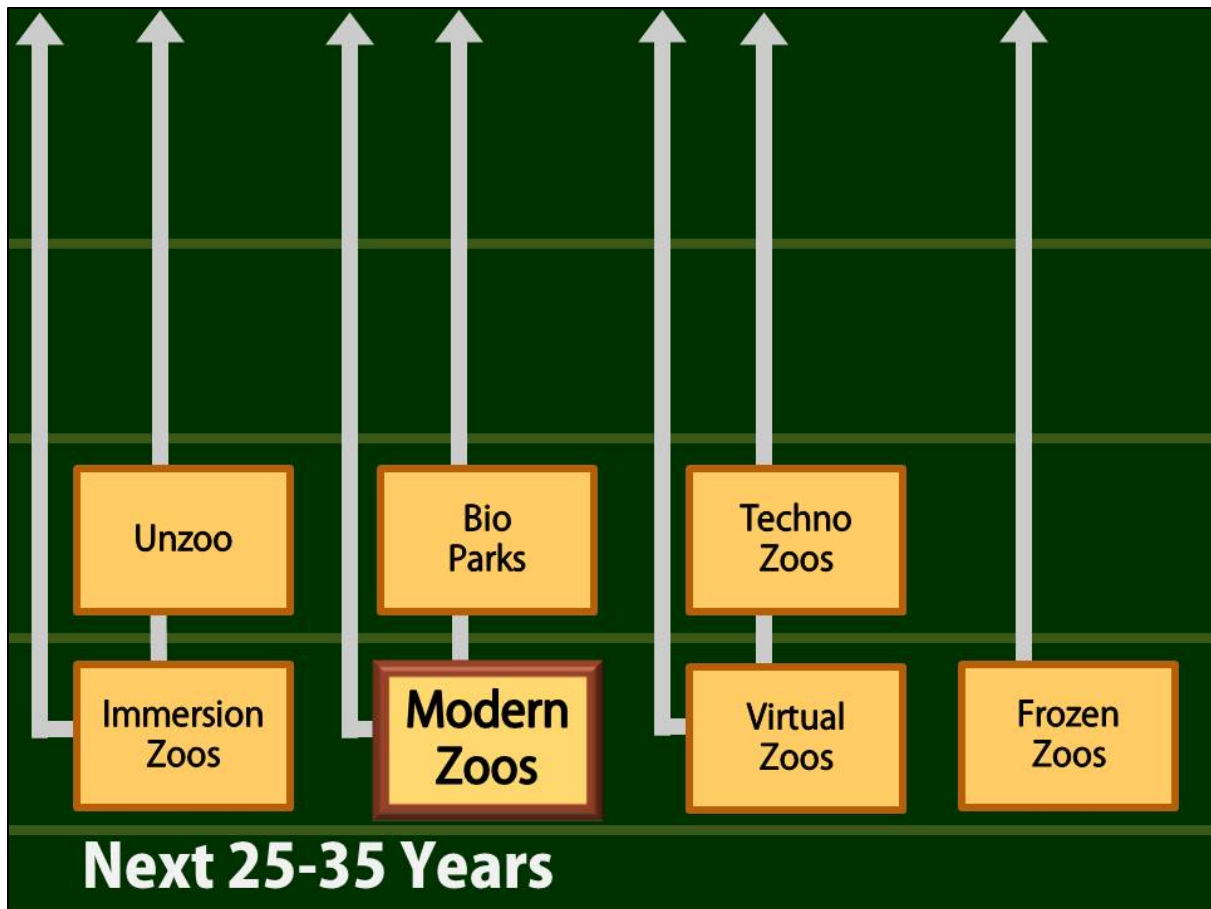 Unzoo
Bio
Parks
Techno
Zoos
Immersion
Zoos
Modern
Zoos
Virtual
Zoos
Frozen
Zoos
Next 25-35 Years